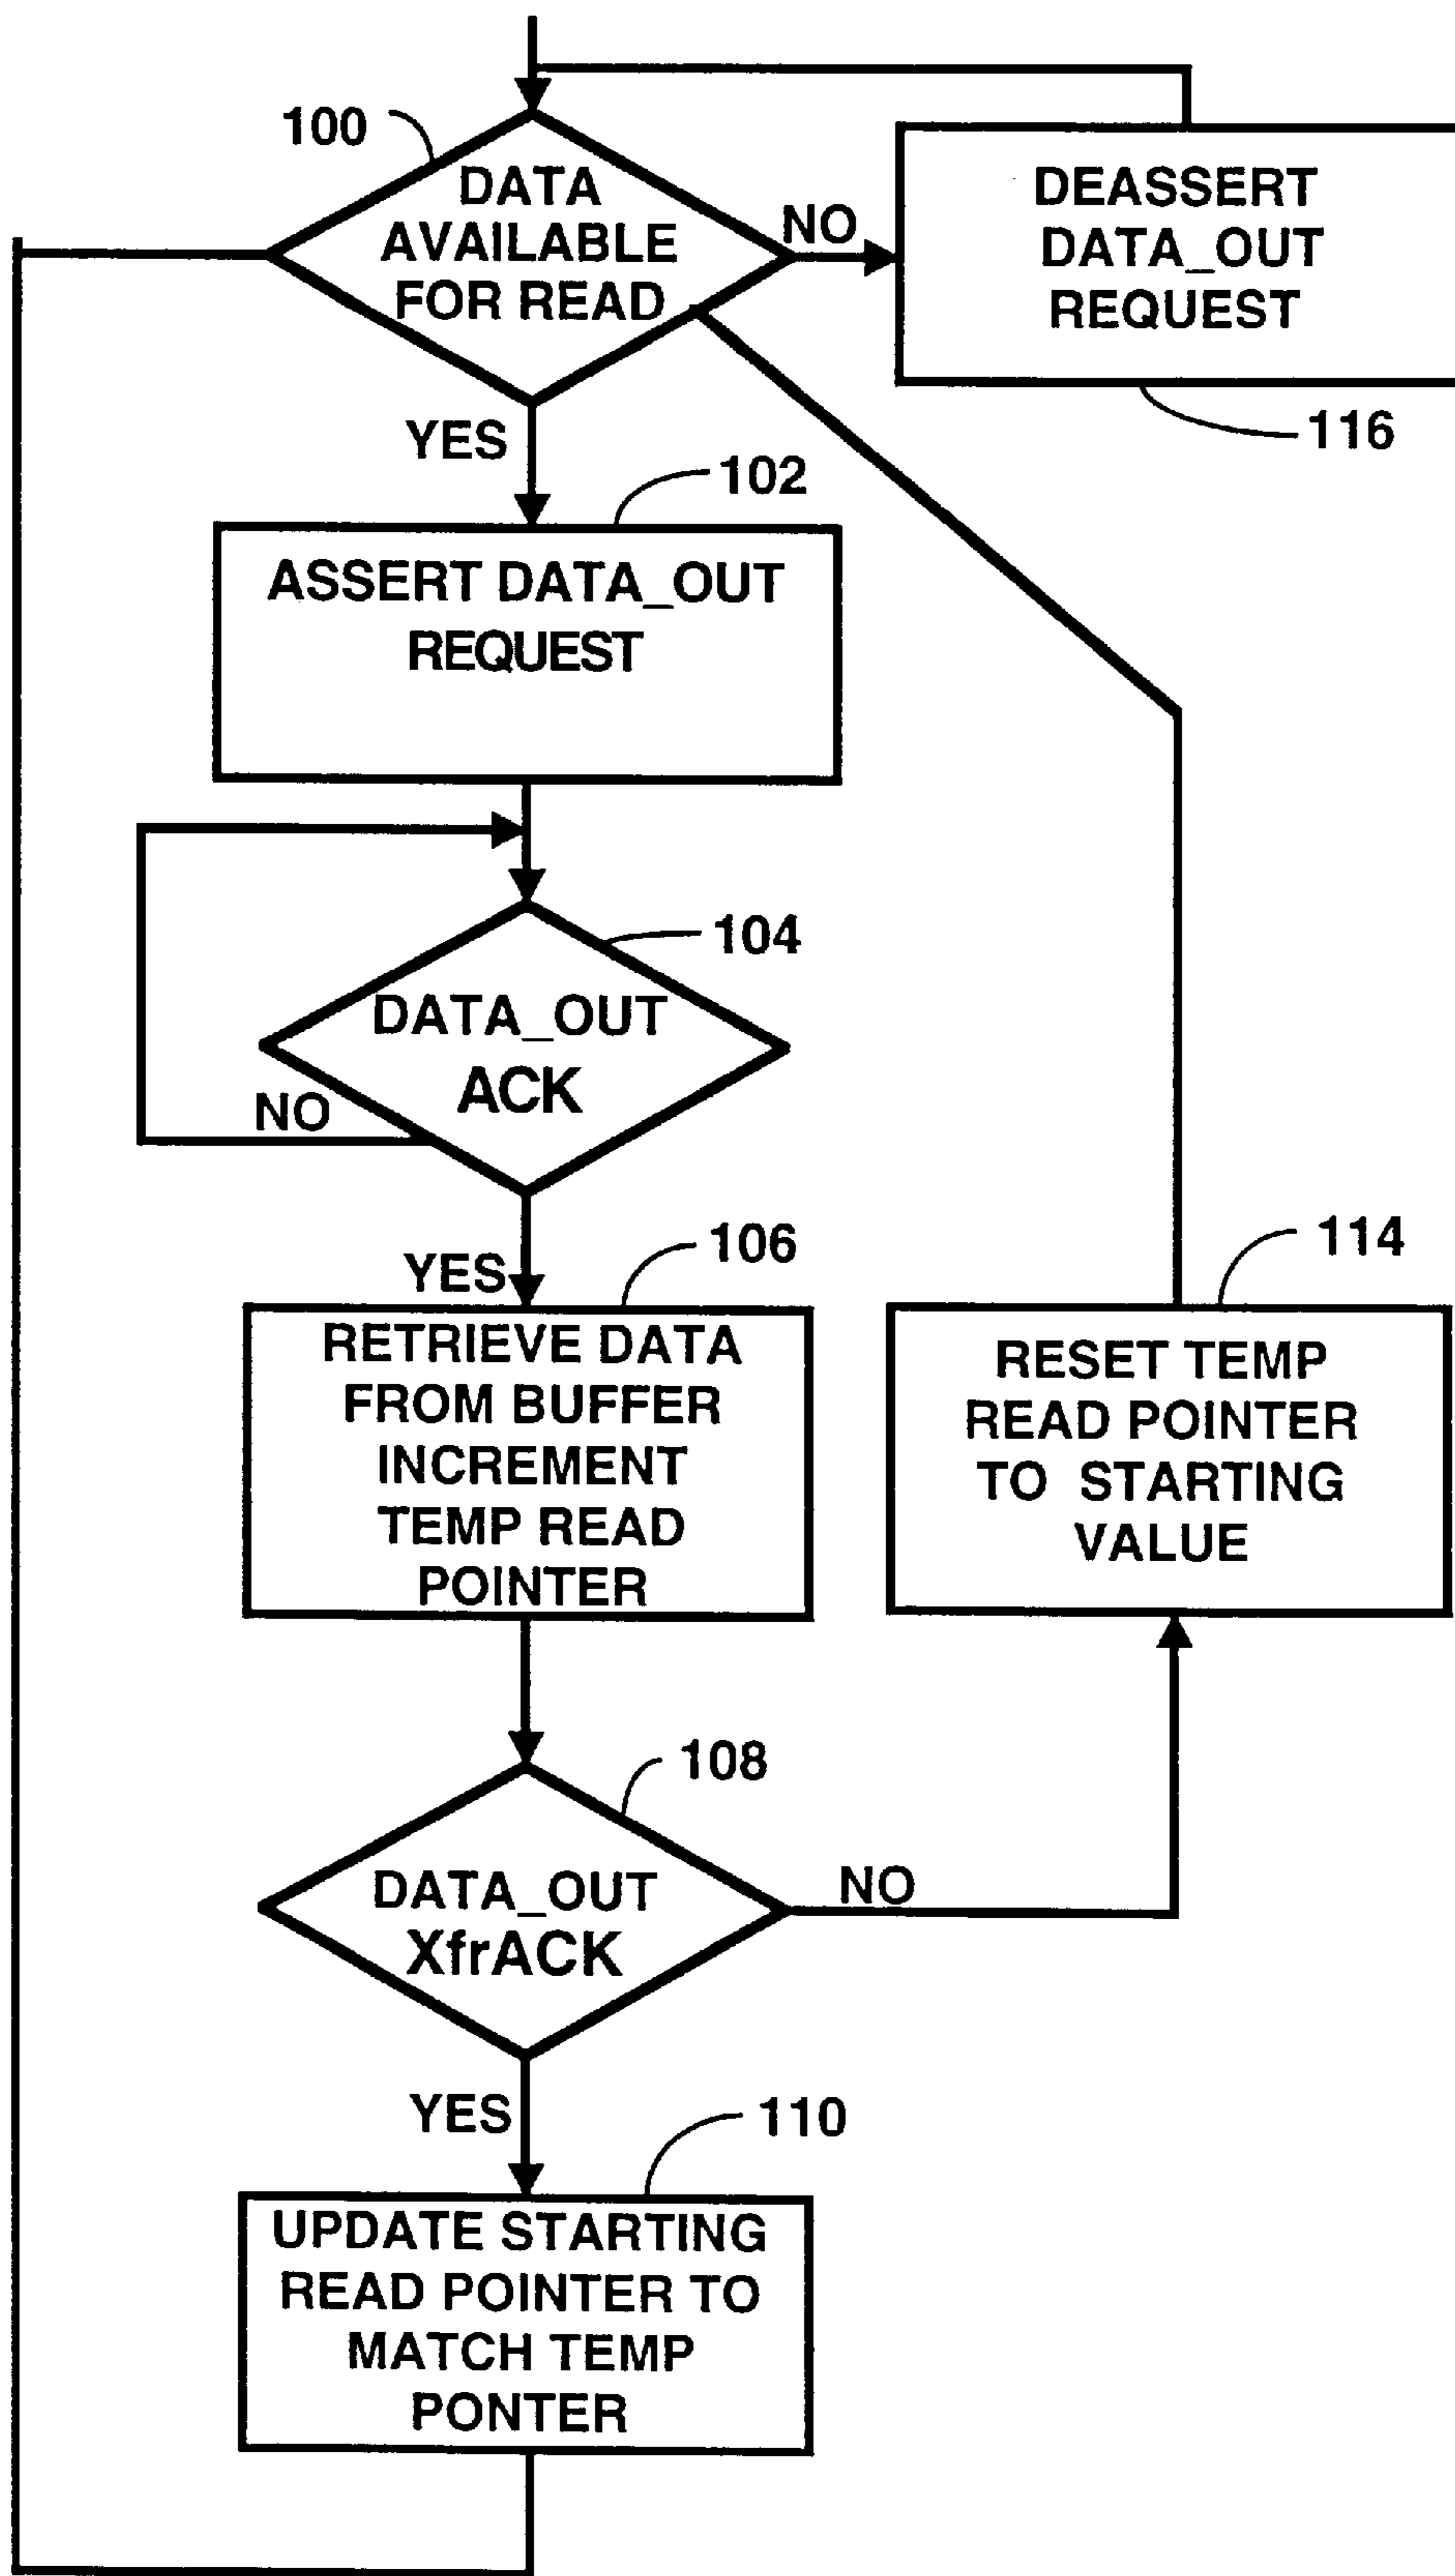 100
DATA
AVAILABLE
FOR READ
NO
DEASSERT
DATA_OUT
REQUEST
116
YES
102
ASSERT DATA_OUT
REQUEST
104
DATA_OUT
ACK
NO
YES
106
RETRIEVE DATA
FROM BUFFER
INCREMENT
TEMP READ
POINTER
114
RESET TEMP
READ POINTER
TO STARTING
VALUE
108
DATA_OUT
XfrACK
NO
YES
110
UPDATE STARTING
READ POINTER TO
MATCH TEMP
PONTER